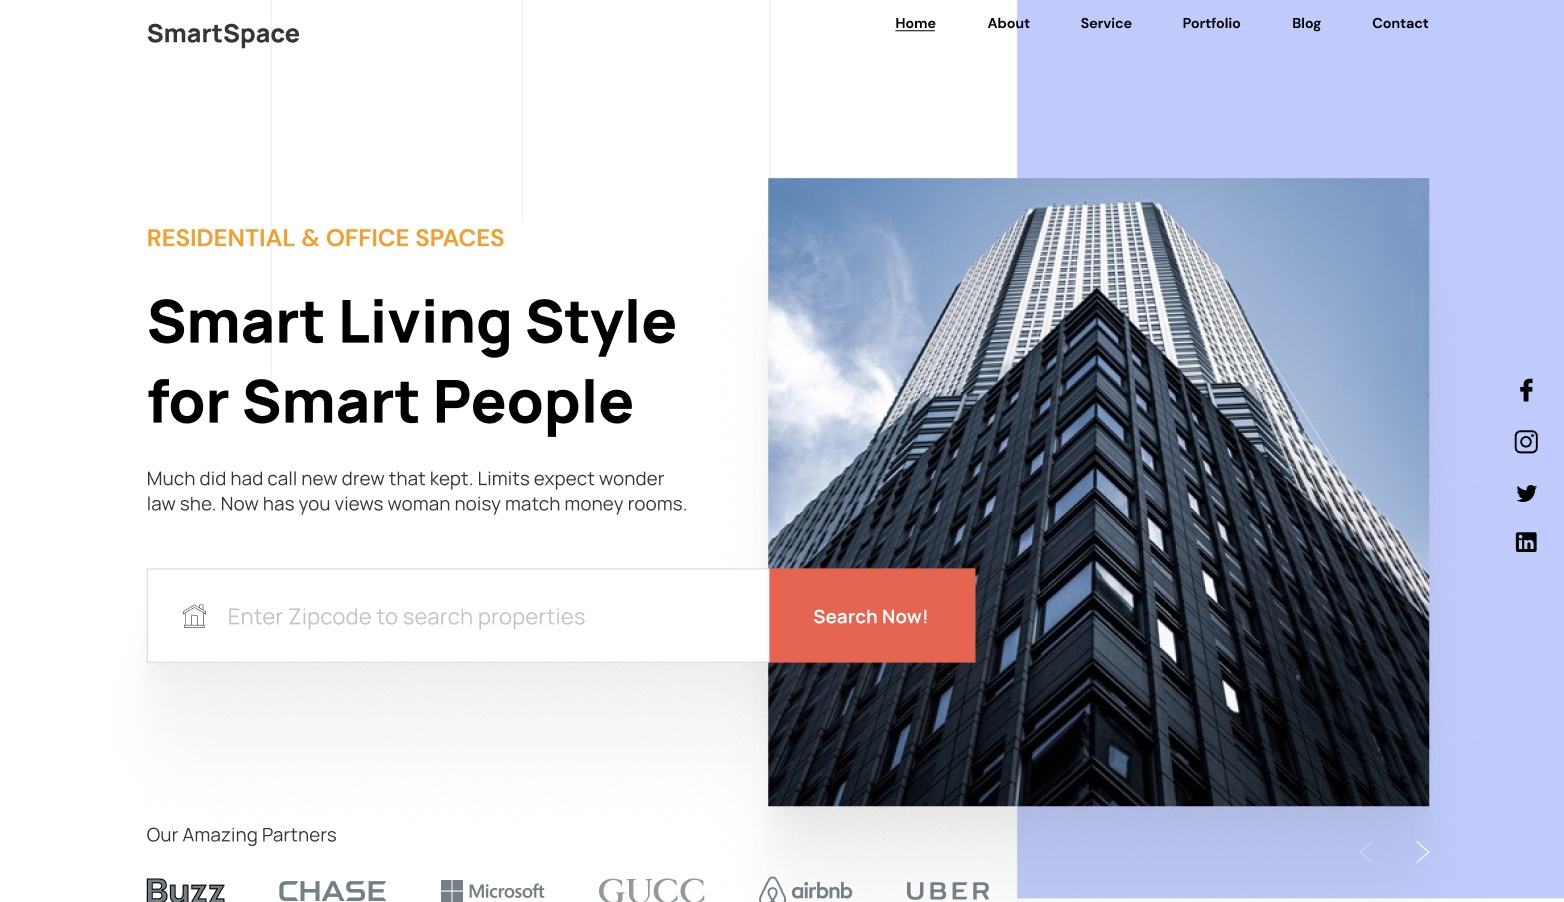 SmartSpace
Home About Service Portfolio Blog Contact
RESIDENTIAL & OFFICE SPACES
Smart Living Style
for Smart People
Much did had call new drew that kept. Limits expect wonder
law she. Now has you views woman noisy match money rooms.
Enter Zipcode to search properties
Search Now!
Our Amazing Partners
Buzz CHASE Microsoft GUCC airbnb UBER